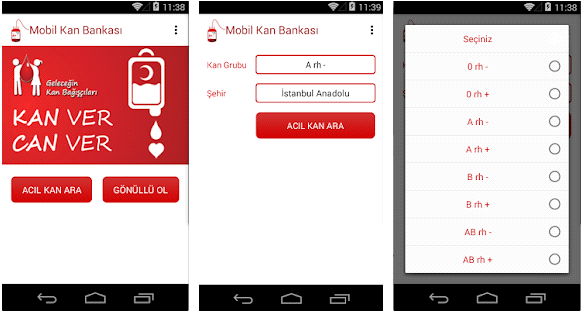 11:38
Mobil Kan Bankası
Geleceğin
Kan Bağışçıları
KAN VER
CAN VER
ACIL KAN ARA
GÖNÜLLÜ OL
11:39
Mobil Kan Bankası
Kan Grubu
A rh -
Şehir
İstanbul Anadolu
ACIL KAN ARA
11:38
Seçiniz
0 rh -
0 rh +
A rh -
A rh +
B rh -
B rh +
AB rh -
AB rh +